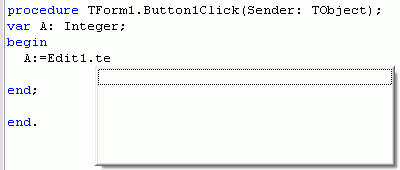 procedure TForm1.Button1Click(Sender: TObject);
var A: Integer;
begin
A:=Edit1.te
end;
end.